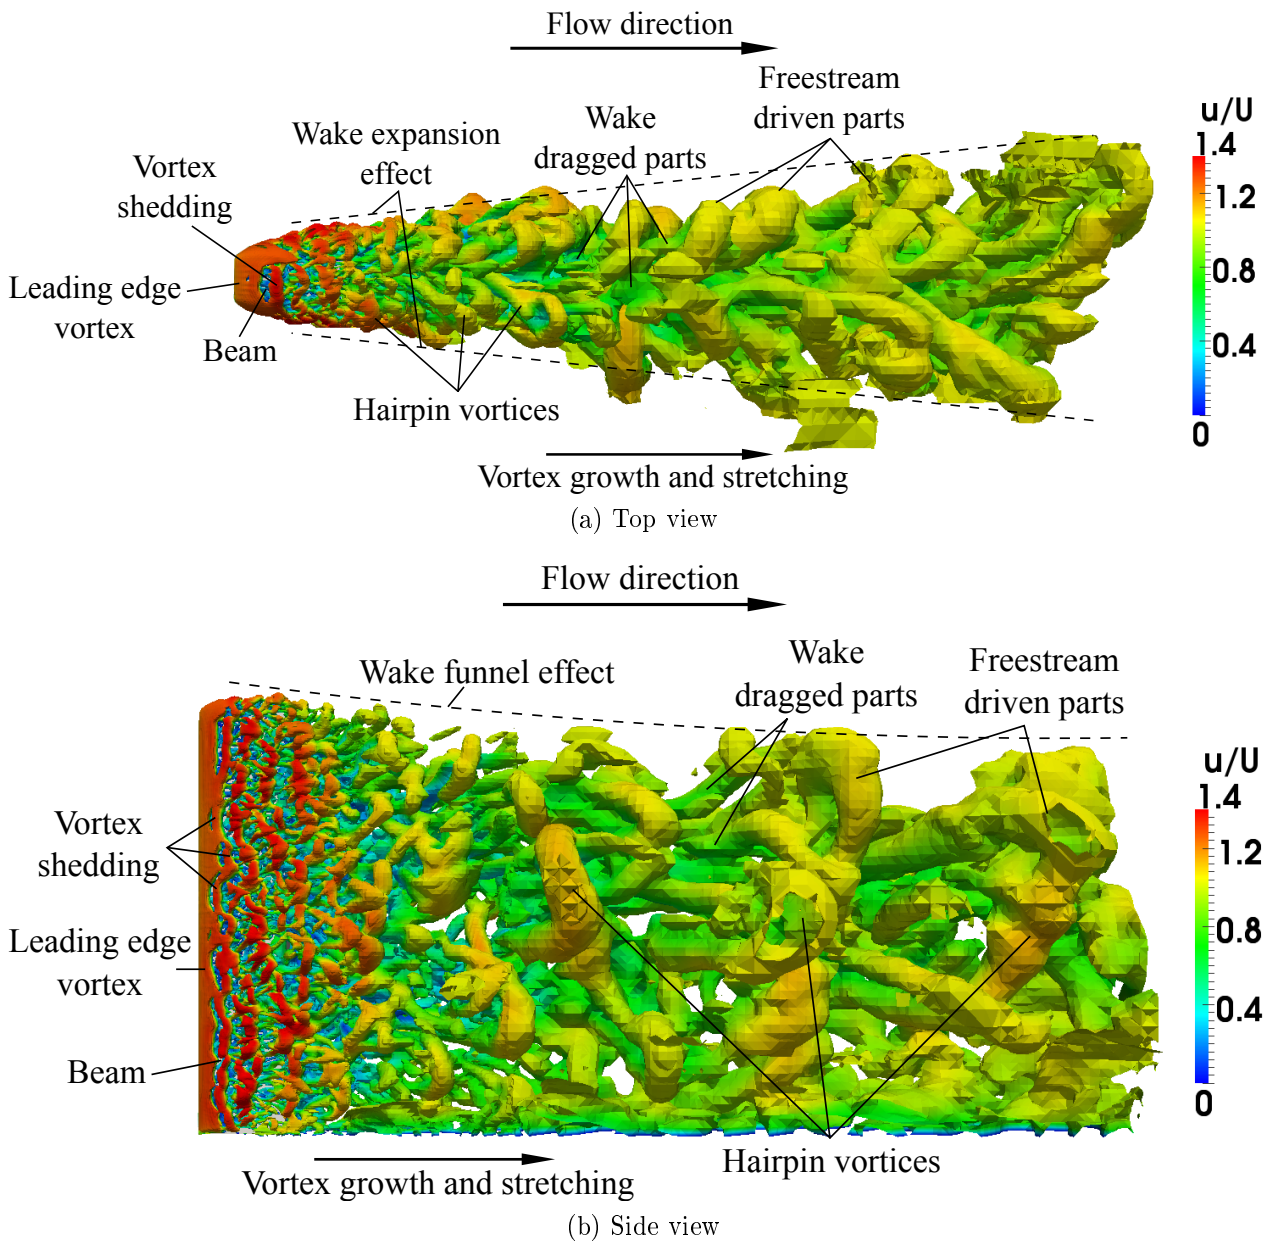 Flow direction
Freestream
driven parts
Wake
dragged parts
Wake expansion
effect
Vortex
shedding
Leading edge
vortex
Beam
Hairpin vortices
Vortex growth and stretching
u/U
1.4
1.2
0.8
0.4
0
(a) Top view
Flow direction
Wake funnel effect
Wake
dragged parts
Freestream
driven parts
Vortex
shedding
Leading edge
vortex
Beam
Hairpin vortices
Vortex growth and stretching
u/U
1.4
1.2
0.8
0.4
0
(b) Side view